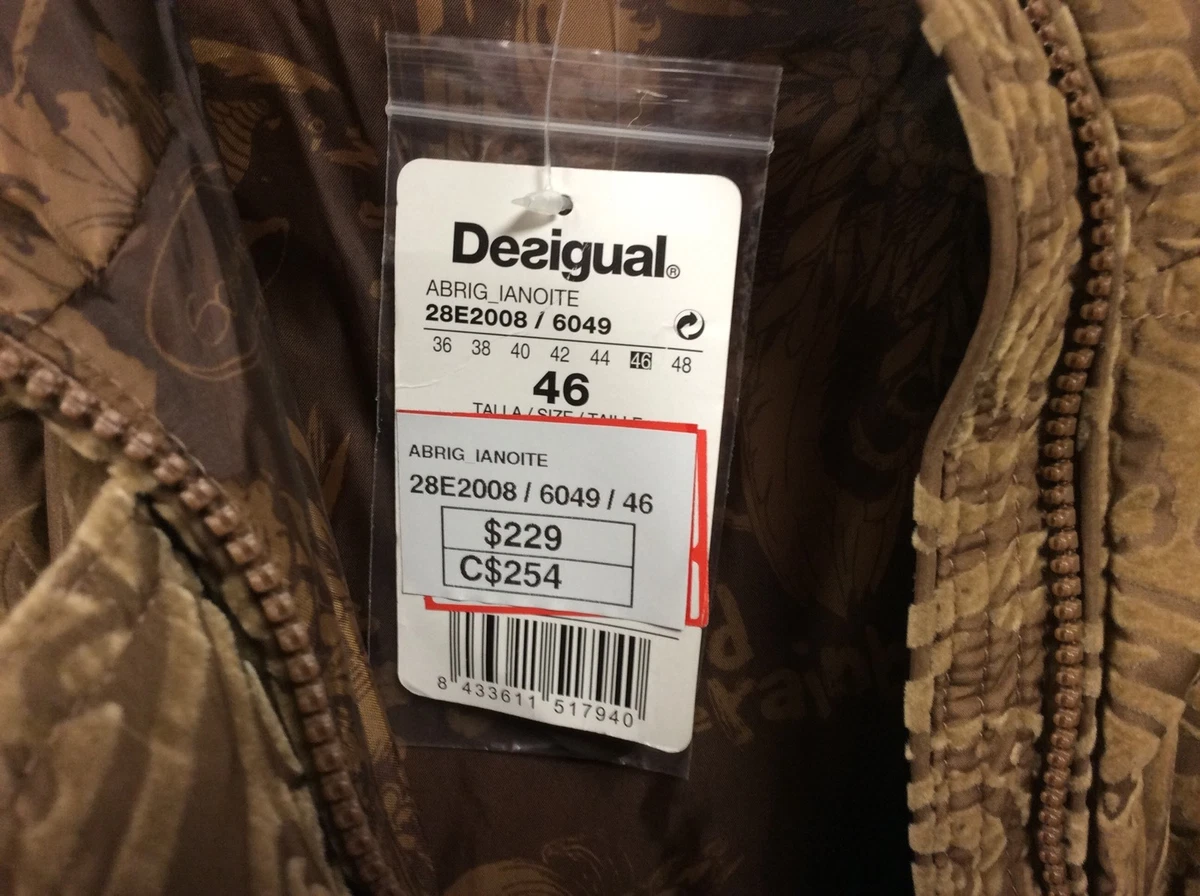 Desigual®
ABRIG_IANOITE
28E2008 / 6049
36 38 40 42 44 46 48
46
TALLA / SIZE / TAILLE
ABRIG_IANOITE
28E2008 / 6049 / 46
$229
C$254
8 433611 517940